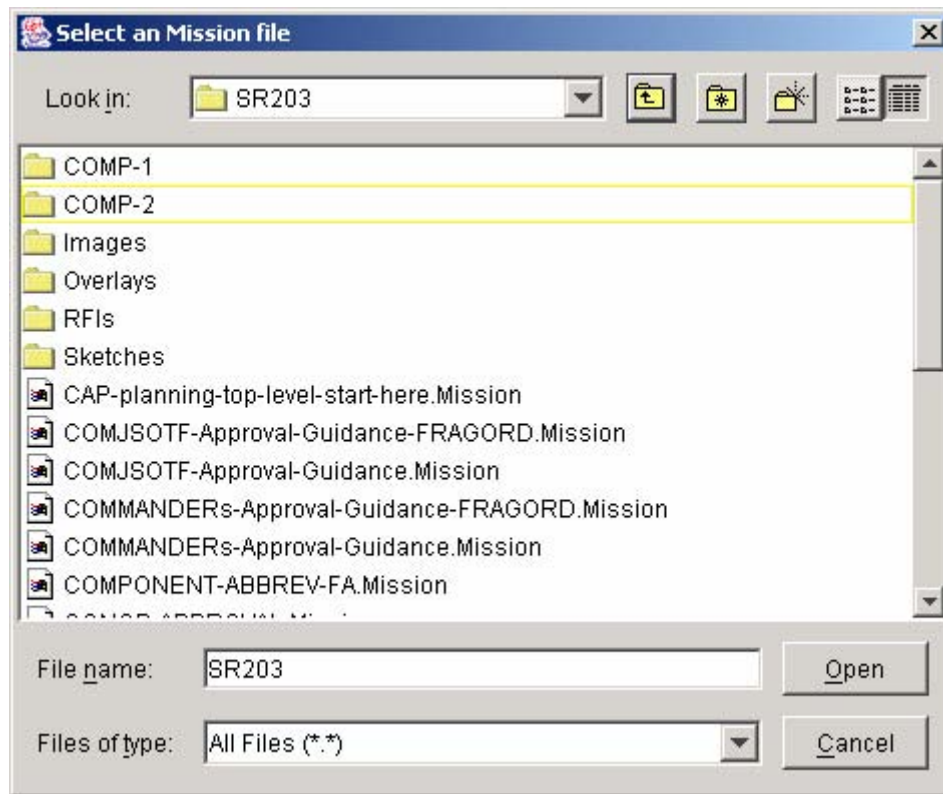 Select an Mission file
Look in: SR203
COMP-1
COMP-2
Images
Overlays
RFIs
Sketches
CAP-planning-top-level-start-here.Mission
COMJSOTF-Approval-Guidance-FRAGORD.Mission
COMJSOTF-Approval-Guidance.Mission
COMMANDERs-Approval-Guidance-FRAGORD.Mission
COMMANDERs-Approval-Guidance.Mission
COMPONENT-ABBREV-FA.Mission
File name: SR203 Open
Files of type: All Files (*.*) Cancel